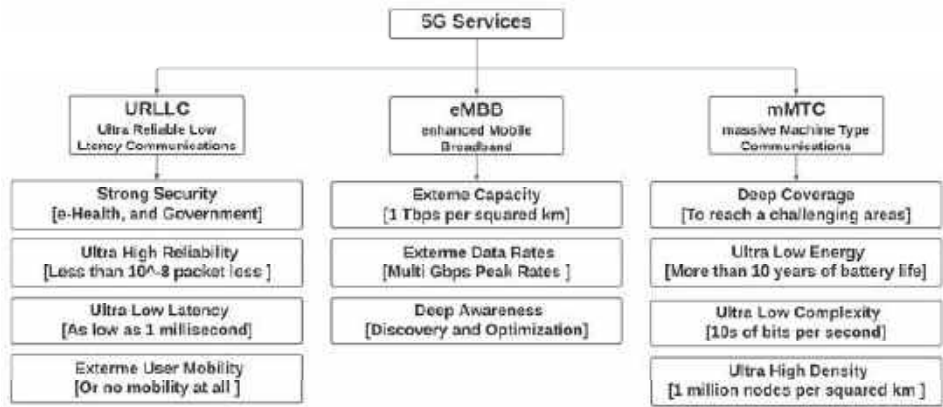 5G Services
URLLC
Ultra Reliable Low
Ltency Communications
Strong Security
[e-Health, and Government]
Ultra High Reliability
[Less than 10^-8 packet loss ]
Ultra Low Latency
[As low as 1 millisecond]
Exterme User Mobility
[Or no mobility at all ]
eMBB
enhanced Mobile
Broadband
Exteme Capacity
[1 Tbps per squared km]
Exterme Data Rates
[Multi Gbps Peak Rates ]
Deep Awareness
[Discovery and Optimization]
mMTC
massive Machine Type
Communications
Deep Coverage
[To reach a challenging areas]
Ultra Low Energy
[More than 10 years of battery life]
Ultra Low Complexity
[10s of bits per second]
Ultra High Density
[1 million nodes per squared km ]